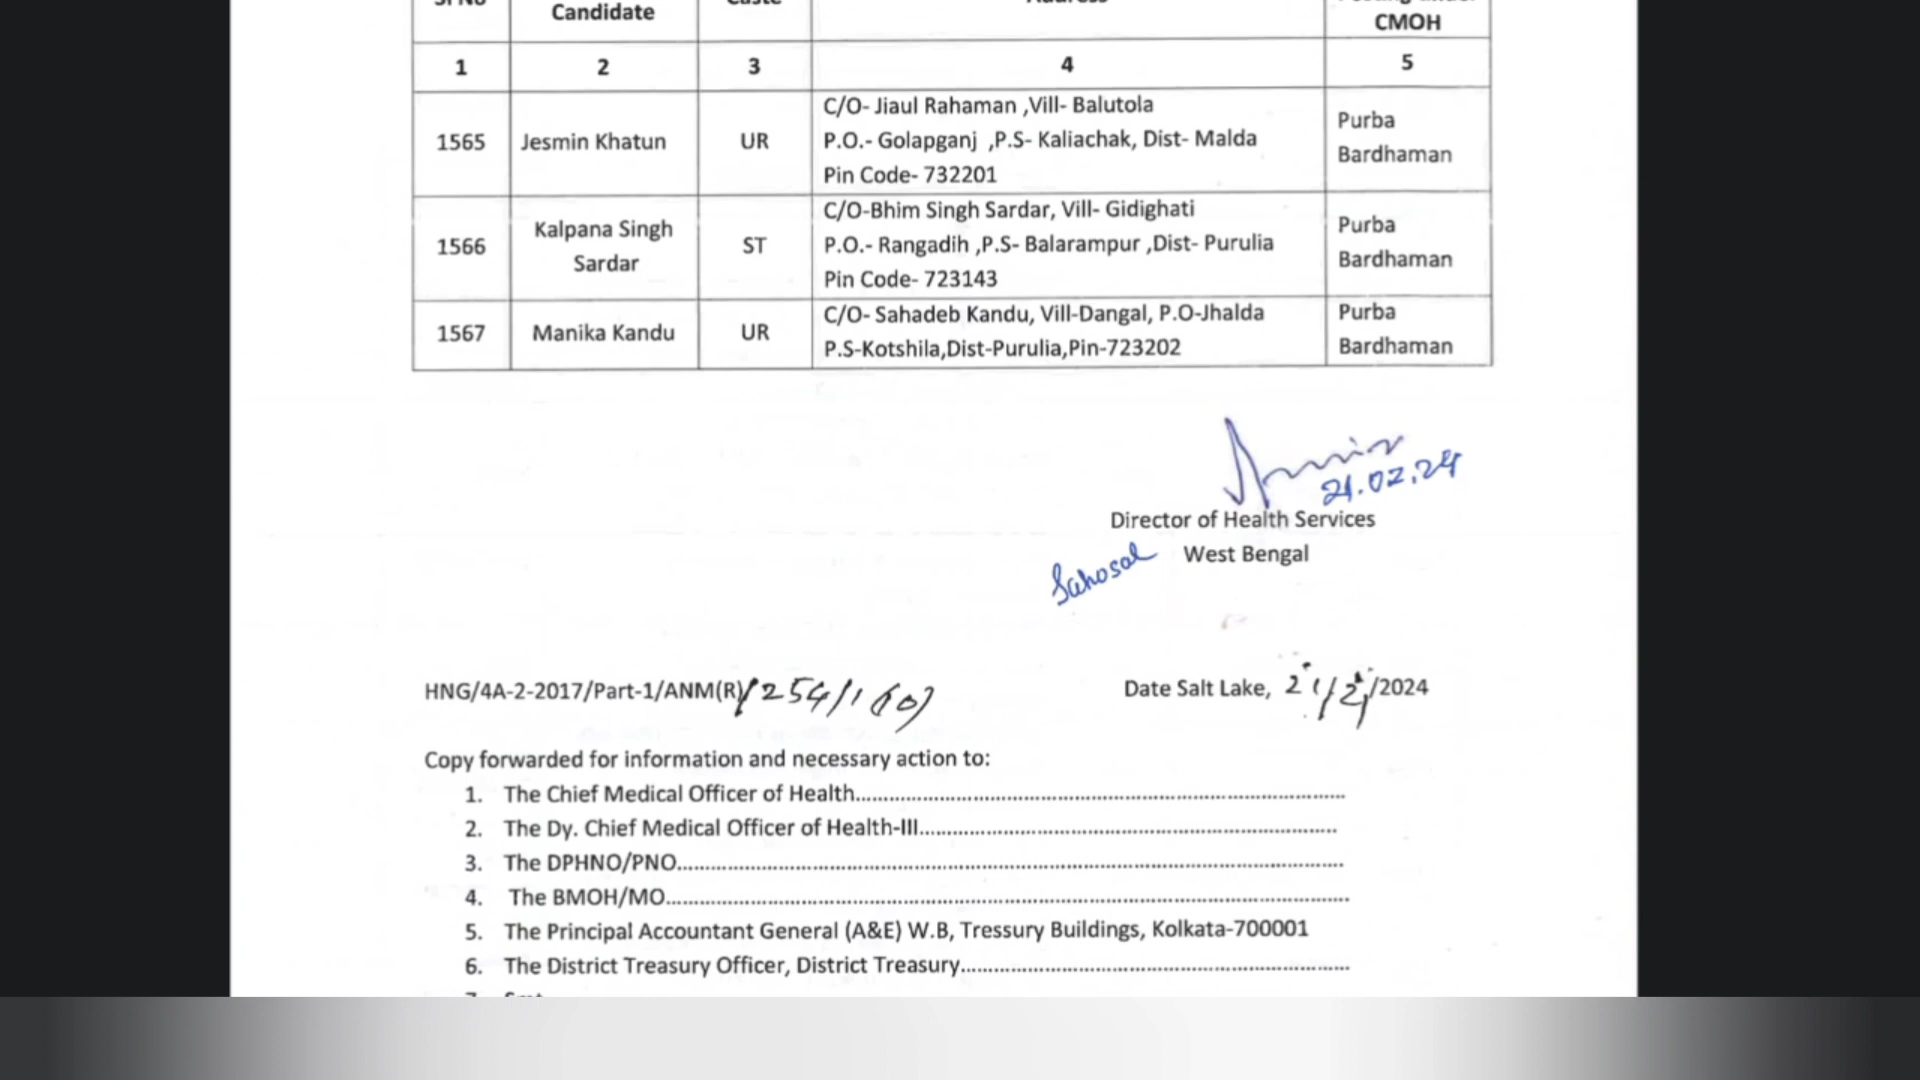 Candidate
CMOH
1 2 3 4 5
1565 Jesmin Khatun UR C/O- Jiaul Rahaman ,Vill- Balutola
P.O.- Golapganj ,P.S- Kaliachak, Dist- Malda
Pin Code- 732201
Purba
Bardhaman
1566 Kalpana Singh
Sardar
ST
C/O-Bhim Singh Sardar, Vill- Gidighati
P.O.- Rangadih ,P.S- Balarampur ,Dist- Purulia
Pin Code- 723143
Purba
Bardhaman
1567 Manika Kandu UR C/O- Sahadeb Kandu, Vill-Dangal, P.O-Jhalda
P.S-Kotshila,Dist-Purulia,Pin-723202
Purba
Bardhaman
21.02.24
Director of Health Services
West Bengal
HNG/4A-2-2017/Part-1/ANM(R)/254/1(10) Date Salt Lake, 21/2/2024
Copy forwarded for information and necessary action to:
1. The Chief Medical Officer of Health..........
2. The Dy. Chief Medical Officer of Health-III..........
3. The DPHNO/PNO..........
4. The BMOH/MO..........
5. The Principal Accountant General (A&E) W.B, Tressury Buildings, Kolkata-700001
6. The District Treasury Officer, District Treasury..........